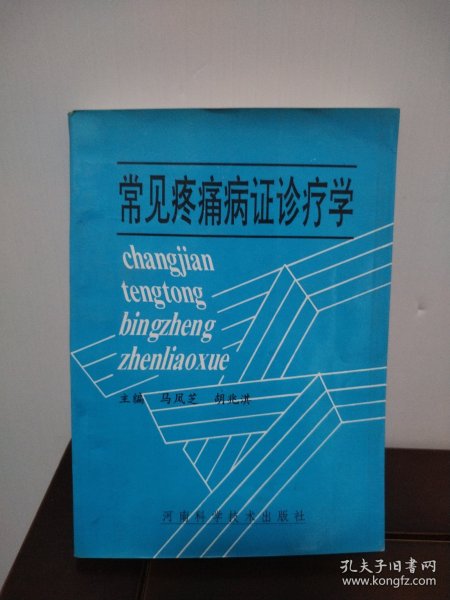 常见疼痛病证诊疗学
changjian
tengtong
bingzheng
zhenliaoxue
主编 马凤芝 胡兆淇
河南科学技术出版社
孔夫子旧书网
www.kongfz.com